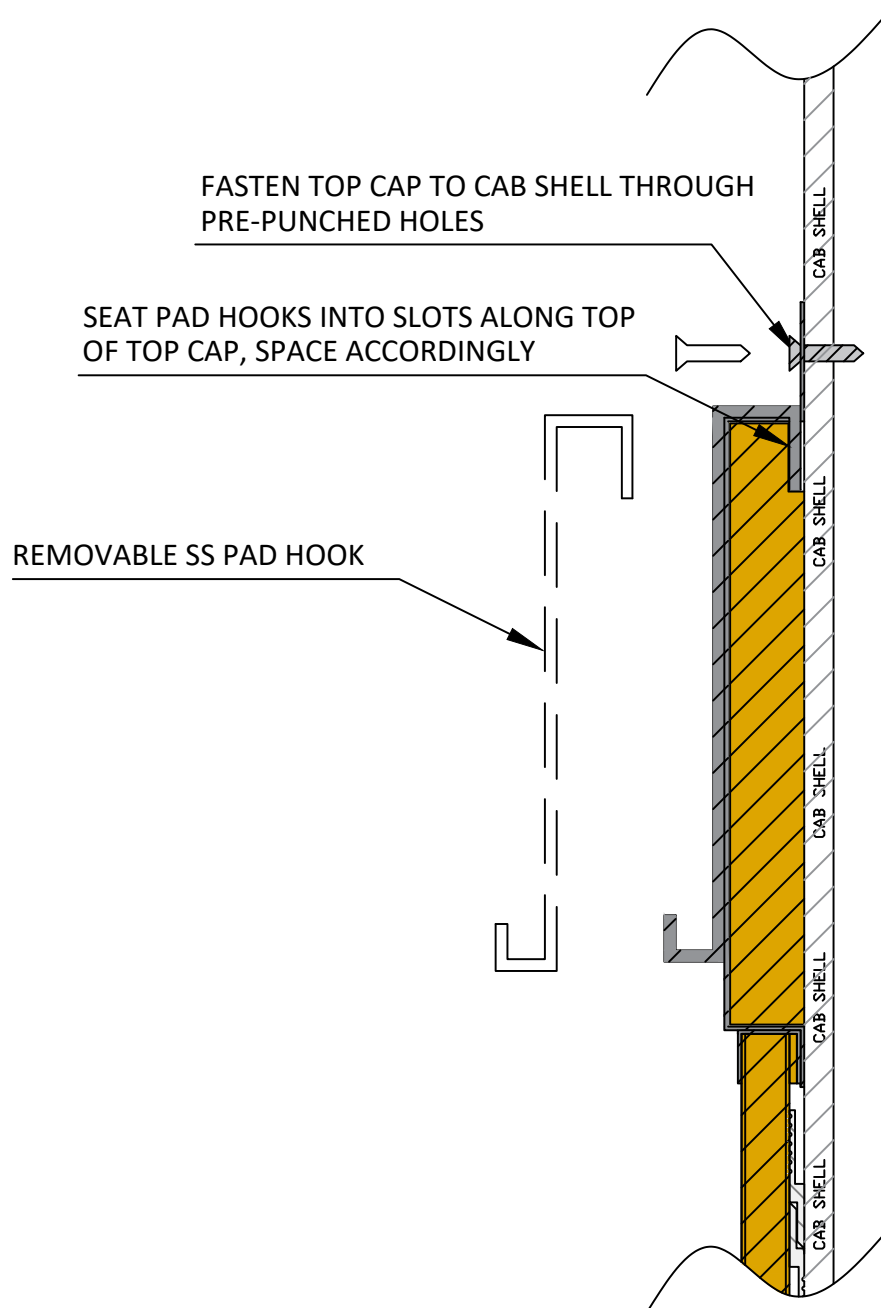 FASTEN TOP CAP TO CAB SHELL THROUGH
PRE-PUNCHED HOLES
SEAT PAD HOOKS INTO SLOTS ALONG TOP
OF TOP CAP, SPACE ACCORDINGLY
REMOVABLE SS PAD HOOK
CAB SHELL
CAB SHELL
CAB SHELL
CAB SHELL
CAB SHELL